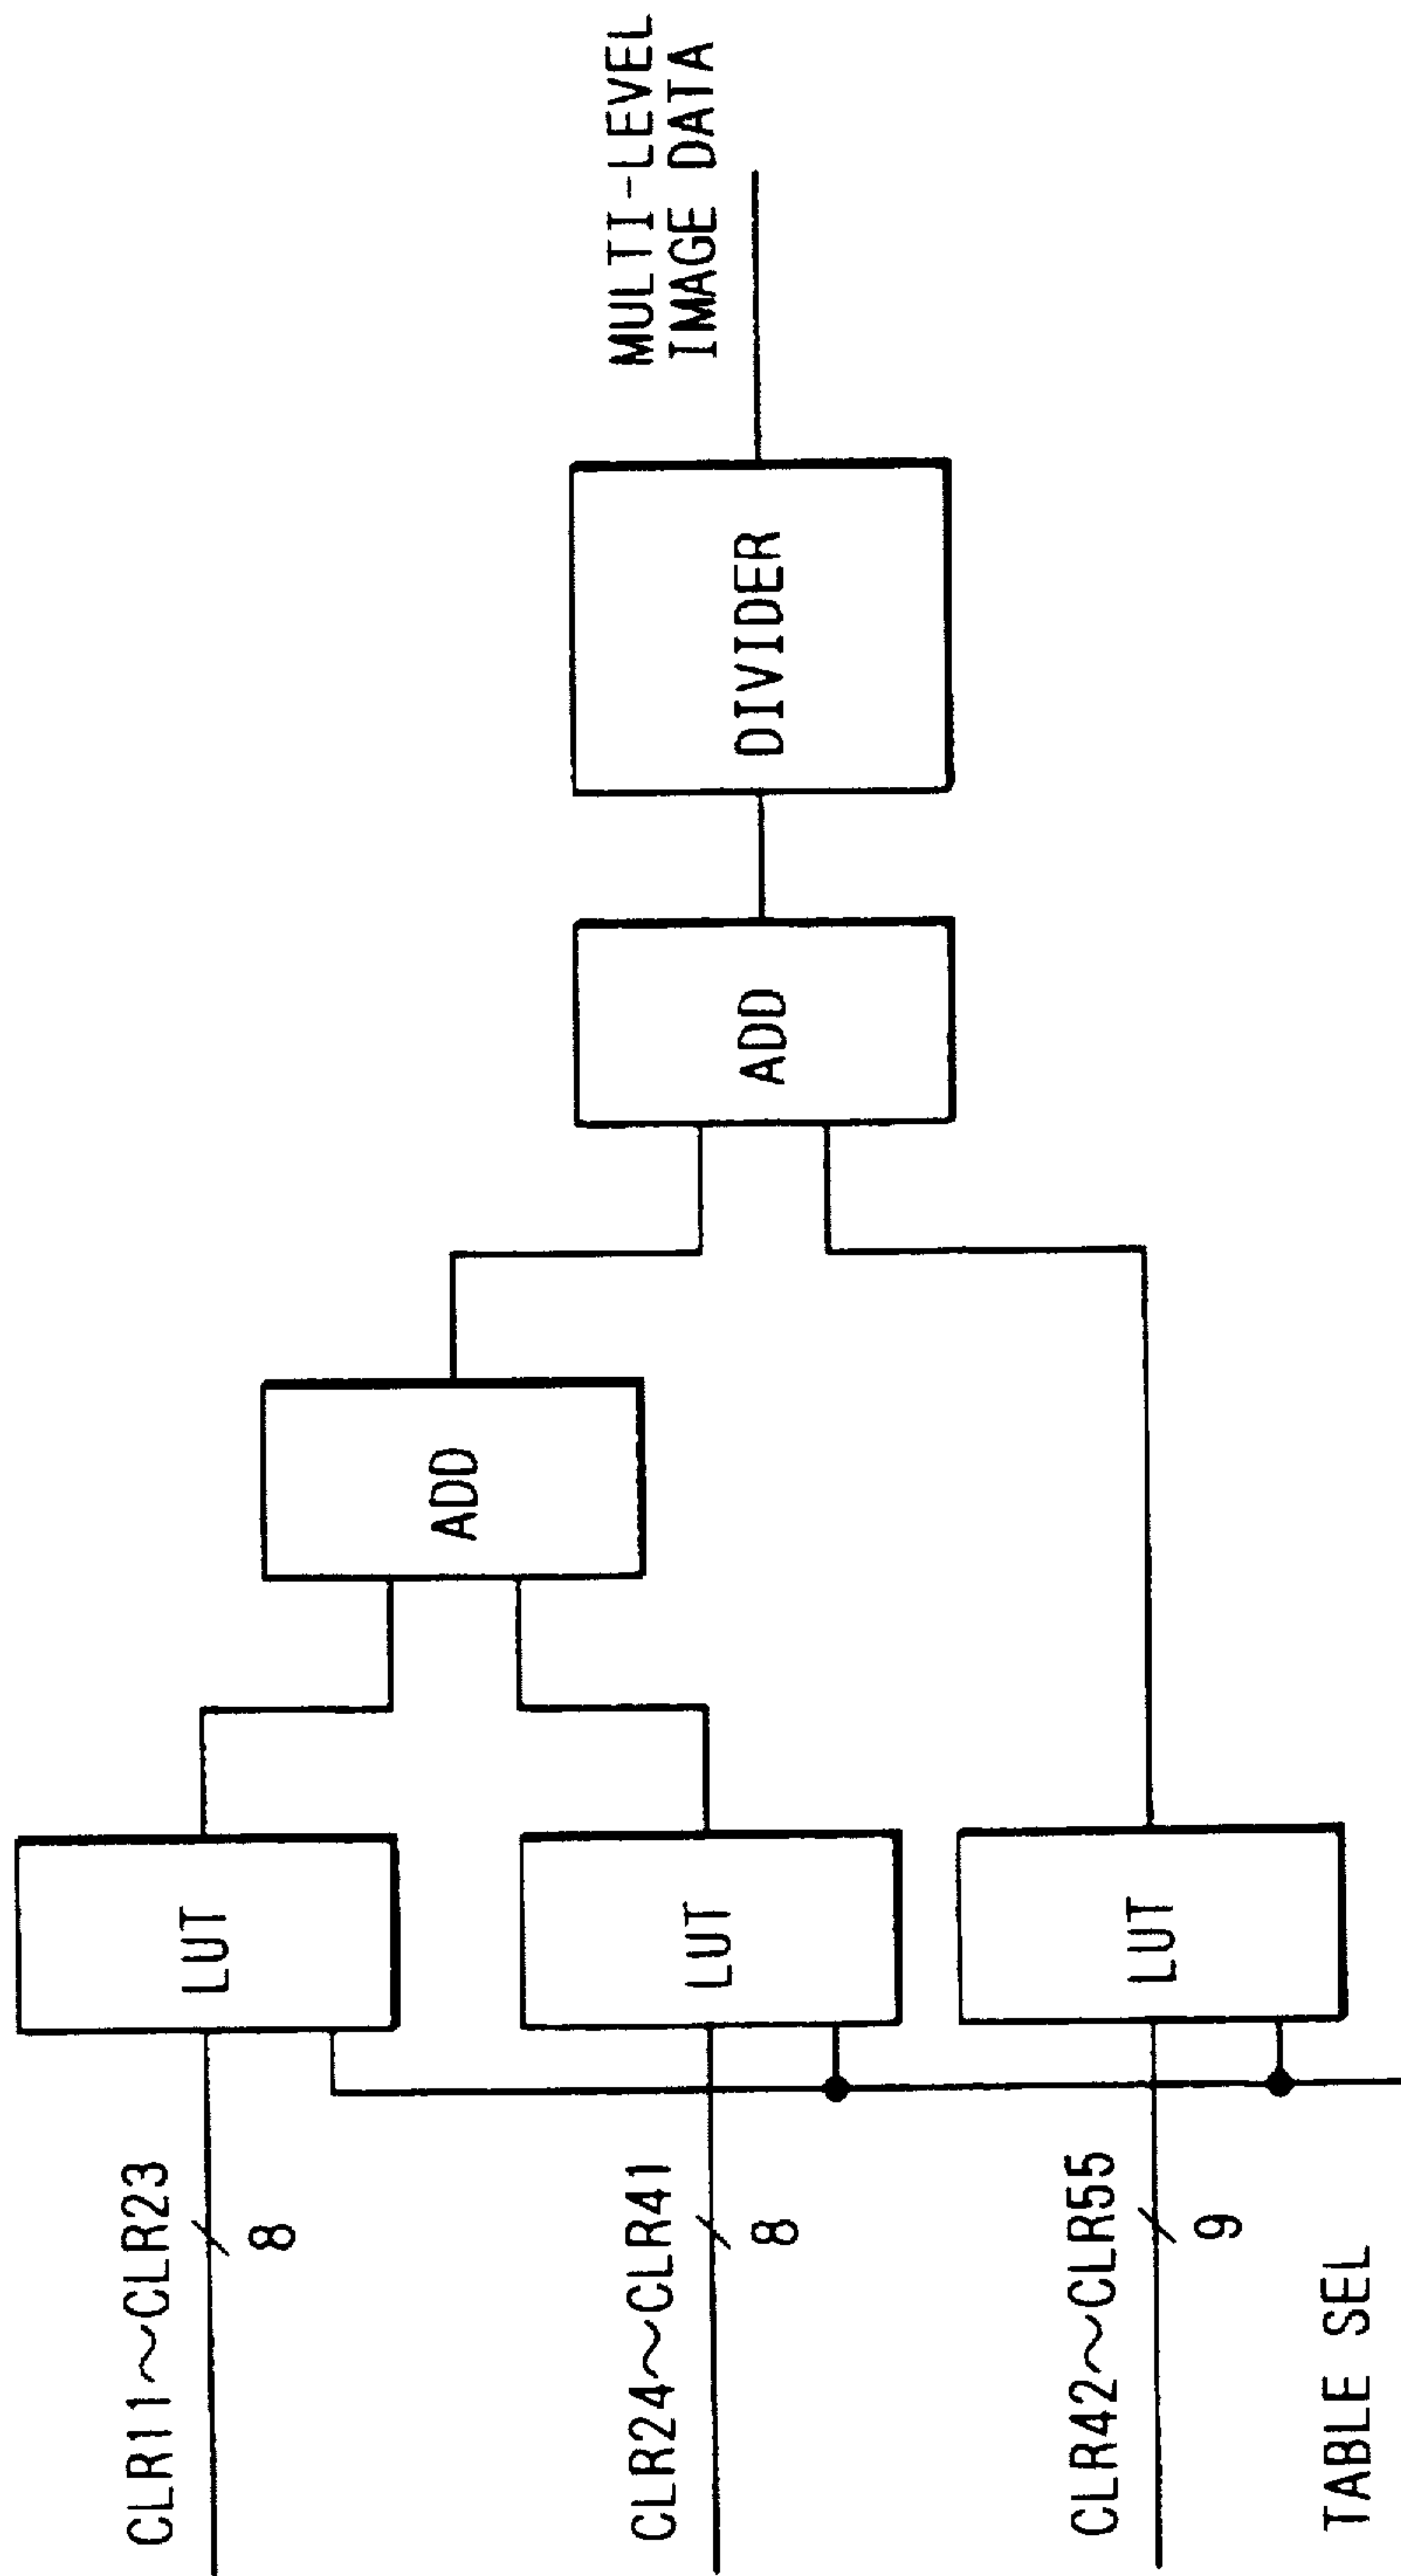 CLR11~CLR23
8
LUT
CLR24~CLR41
8
LUT
ADD
CLR42~CLR55
9
LUT
TABLE SEL
ADD
DIVIDER
MULTI-LEVEL
IMAGE DATA